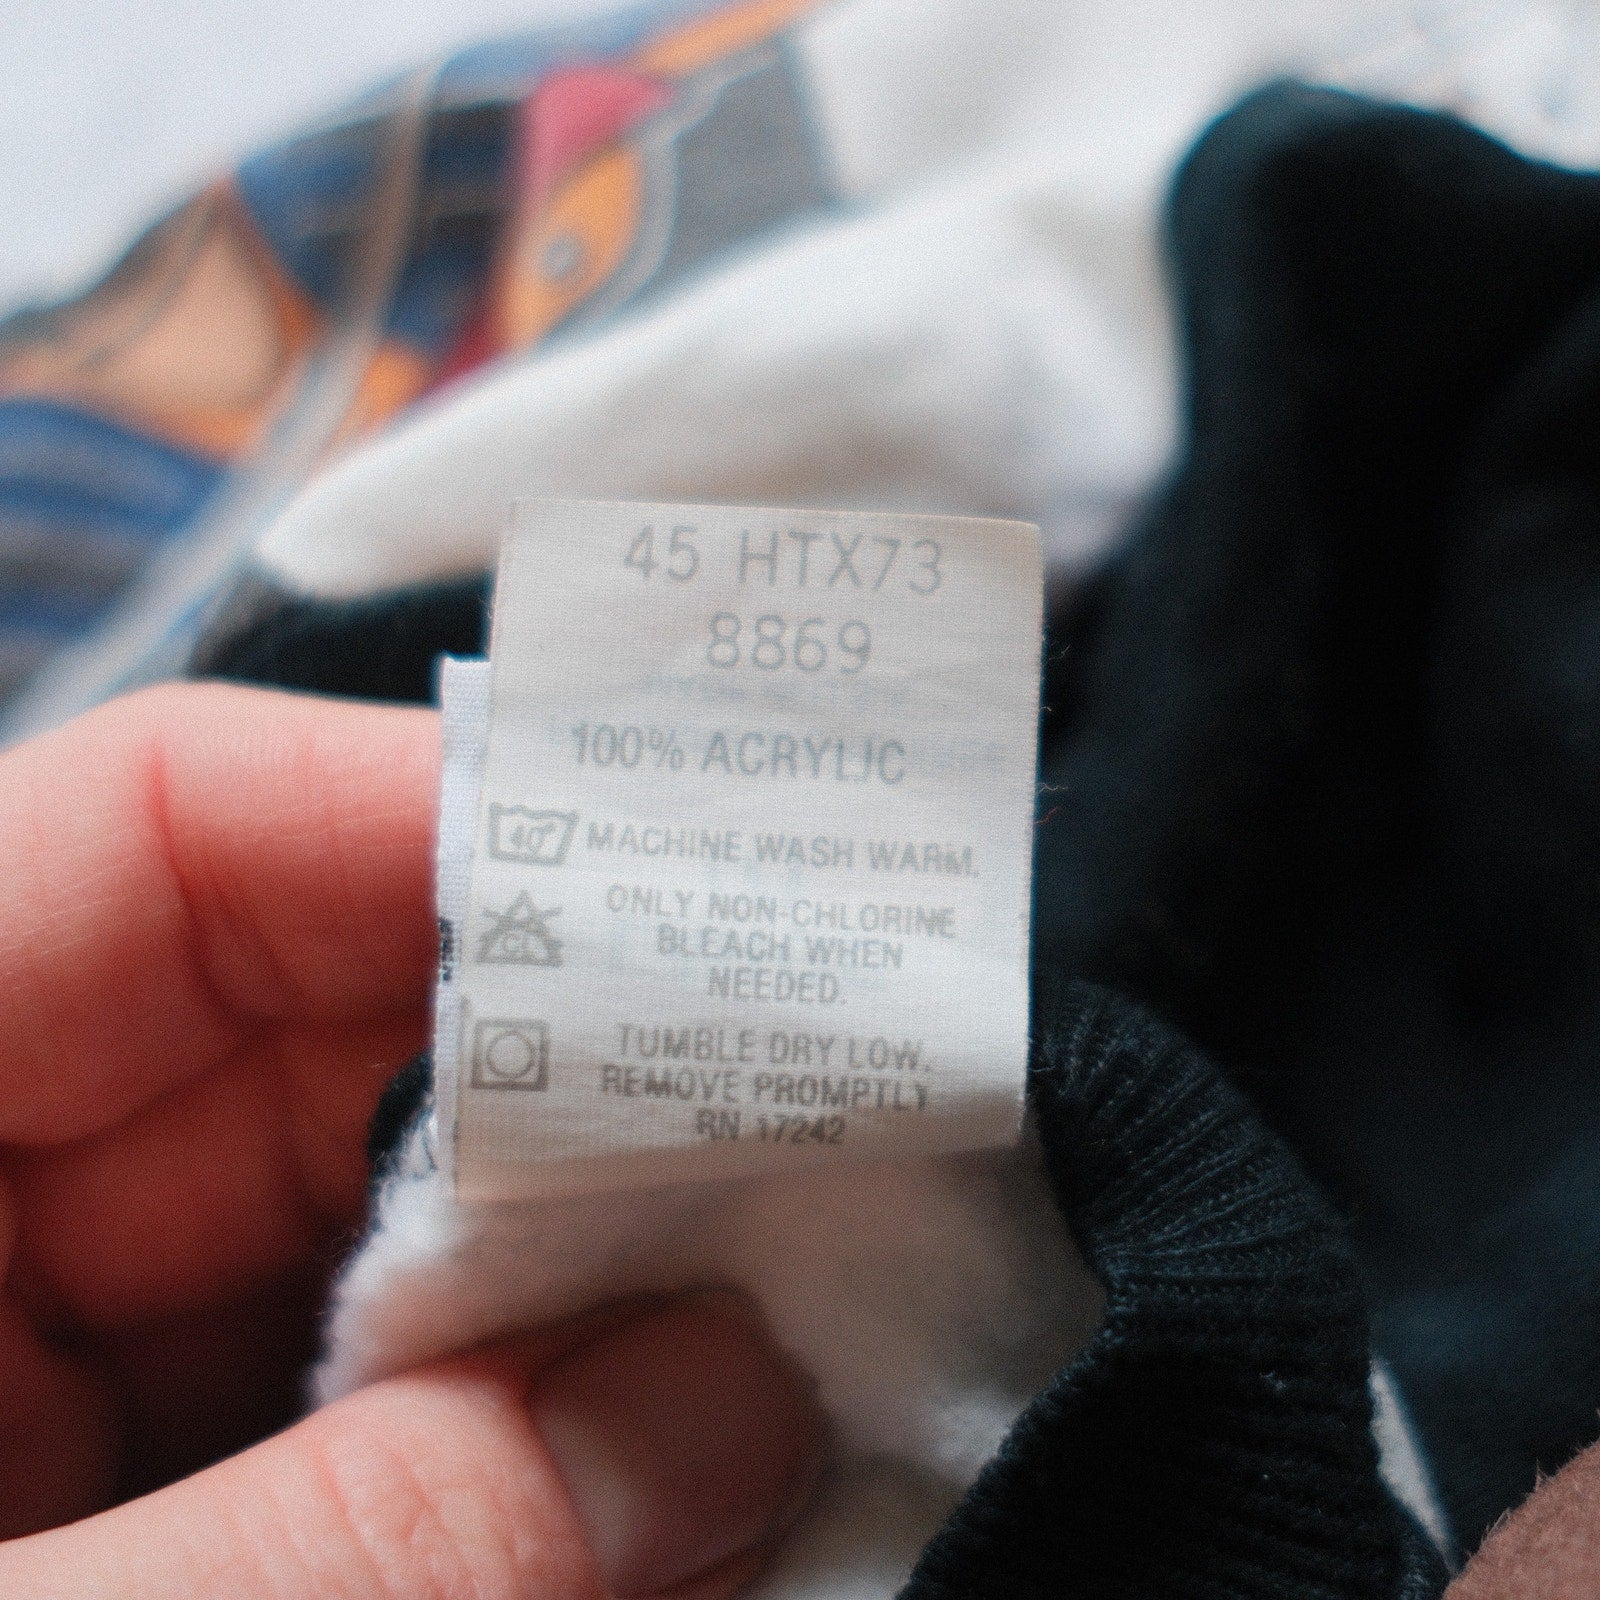 45 HTX73
8869
100% ACRYLIC
40° MACHINE WASH WARM.
ONLY NON-CHLORINE
CL BLEACH WHEN
NEEDED.
TUMBLE DRY LOW.
REMOVE PROMPTLY
RN 17242